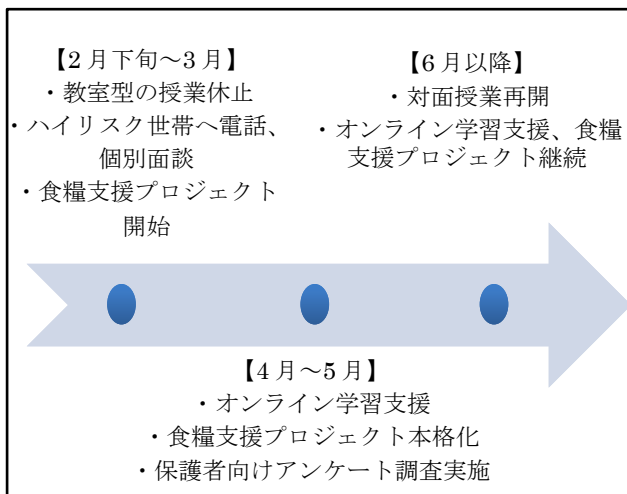 【2月下旬～3月】
・教室型の授業休止
・ハイリスク世帯へ電話、
個別面談
・食糧支援プロジェクト
開始
【6月以降】
・対面授業再開
・オンライン学習支援、食糧
支援プロジェクト継続
【4月～5月】
・オンライン学習支援
・食糧支援プロジェクト本格化
・保護者向けアンケート調査実施